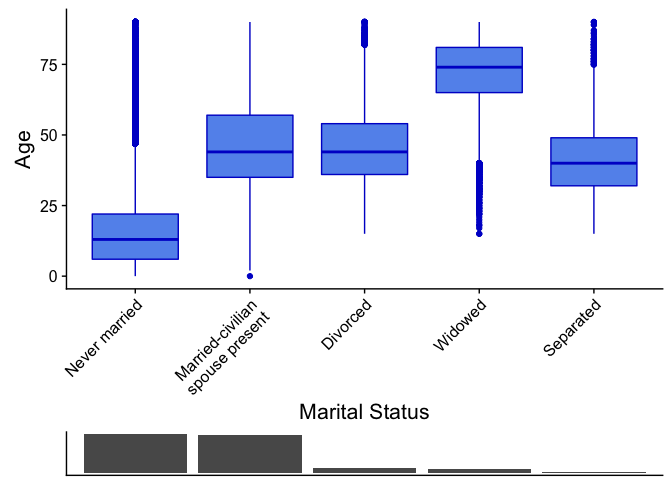 Age
75
50
25
0
Never married
Married-civilian
spouse present
Divorced
Widowed
Separated
Marital Status